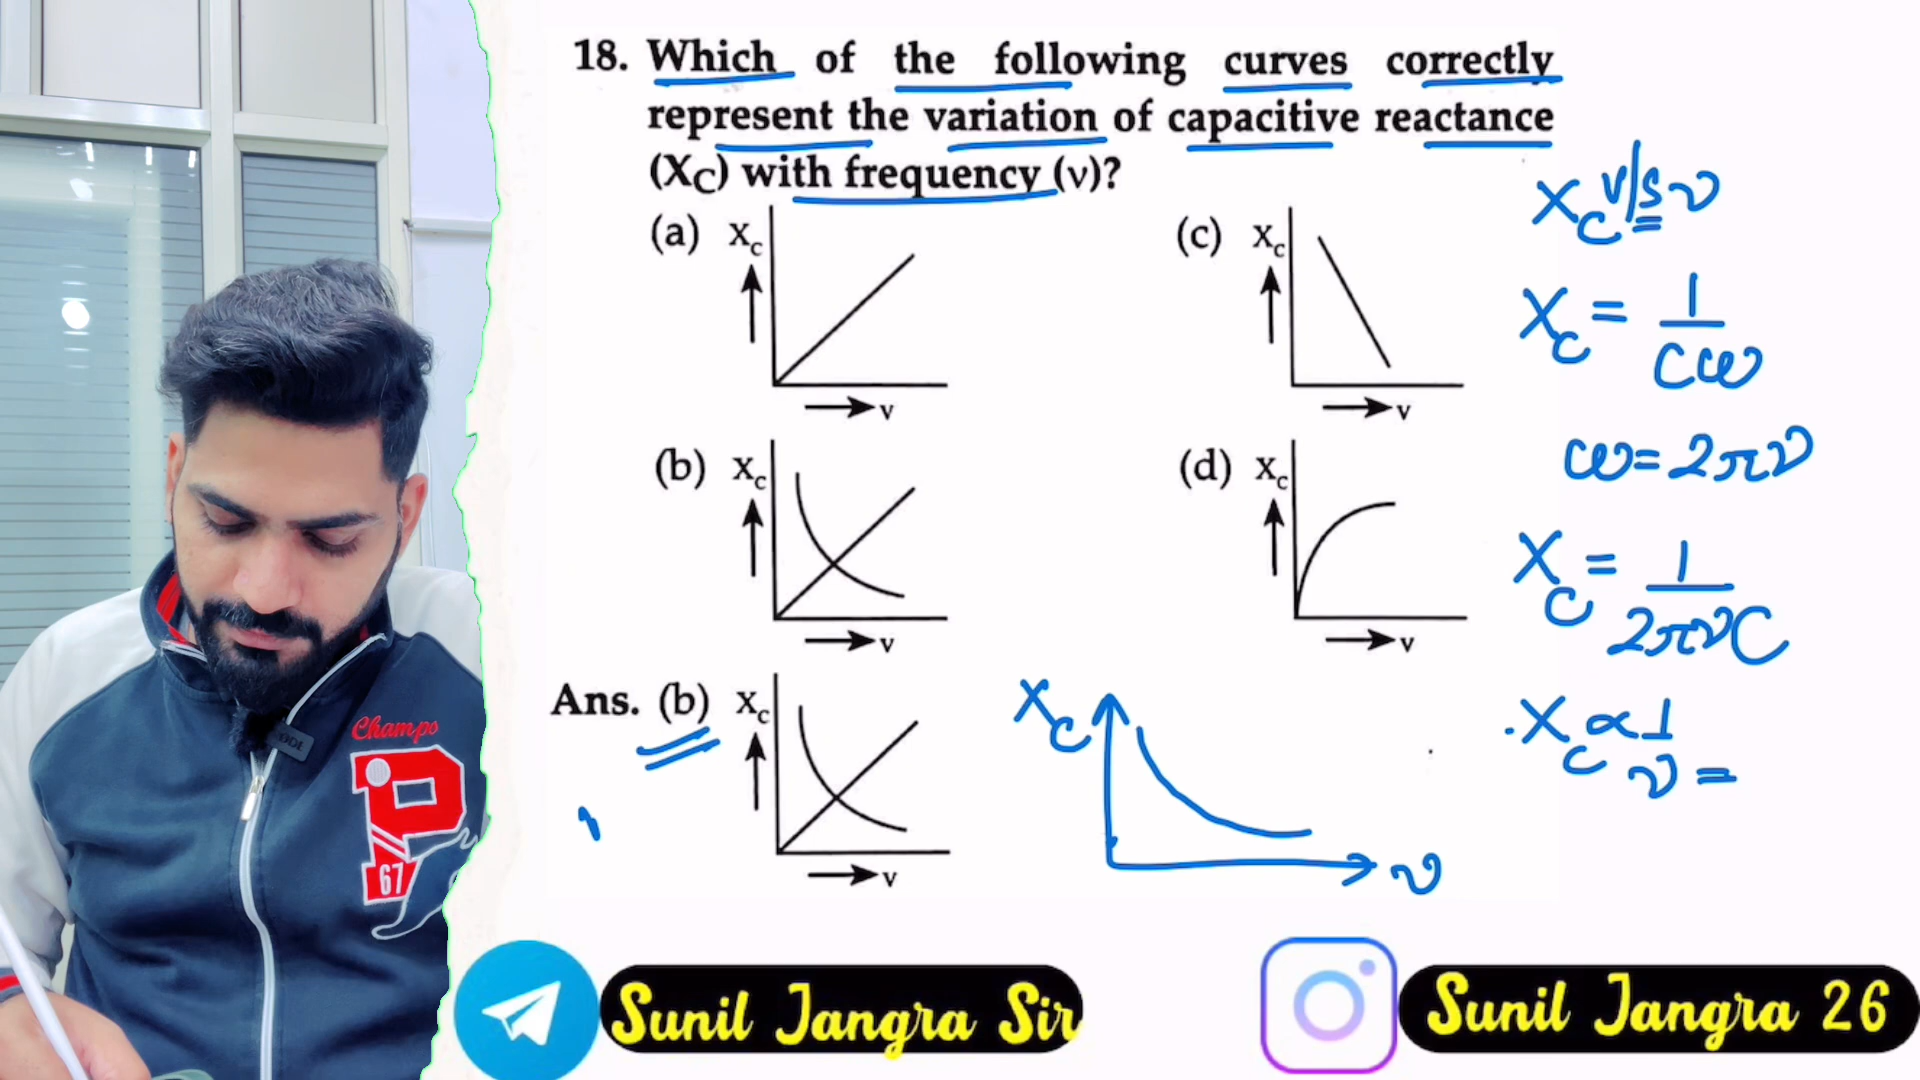 18. Which of the following curves correctly
represent the variation of capacitive reactance
(XC) with frequency (ν)?
(a) Xc
ν
(c) Xc
ν
(b) Xc
ν
(d) Xc
ν
Ans. (b) Xc
ν
Xc
ν
Xc v/s ν
Xc = 1/Cω
ω = 2πν
Xc = 1/2πνC
Xc ∝ 1/ν =
Champs
P
67
Sunil Jangra Sir
Sunil Jangra 26